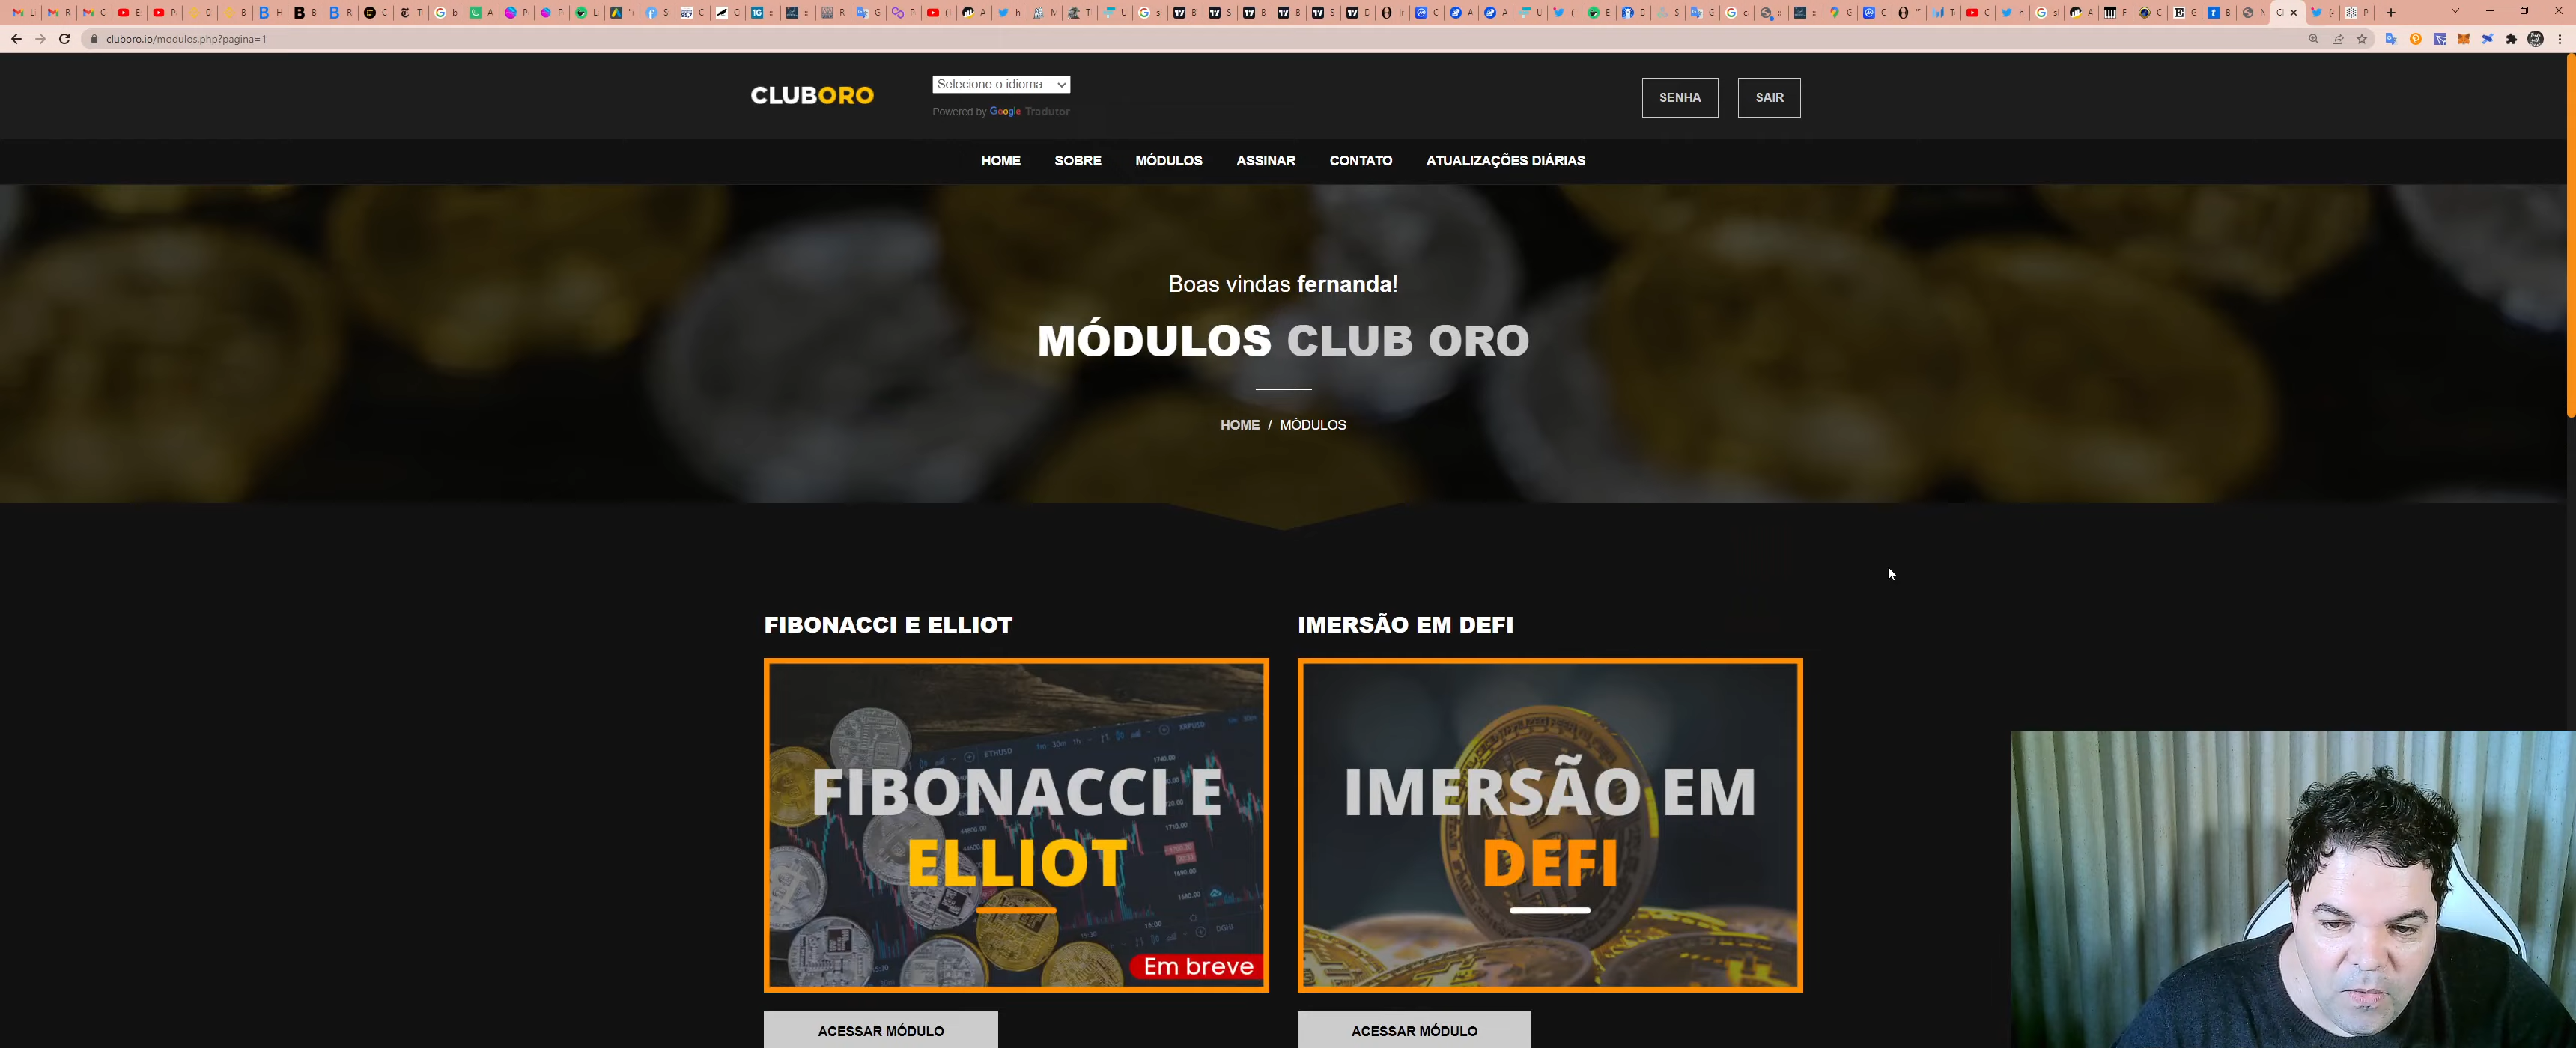 cluboro.io/modulos.php?pagina=1
CLUBORO
Selecione o idioma
Powered by Google Tradutor
SENHA
SAIR
HOME
SOBRE
MÓDULOS
ASSINAR
CONTATO
ATUALIZAÇÕES DIÁRIAS
Boas vindas fernanda!
MÓDULOS CLUB ORO
HOME / MÓDULOS
FIBONACCI E ELLIOT
IMERSÃO EM DEFI
ETHUSD
XRPUSD
FIBONACCI E
ELLIOT
Em breve
IMERSÃO EM
DEFI
ACESSAR MÓDULO
ACESSAR MÓDULO